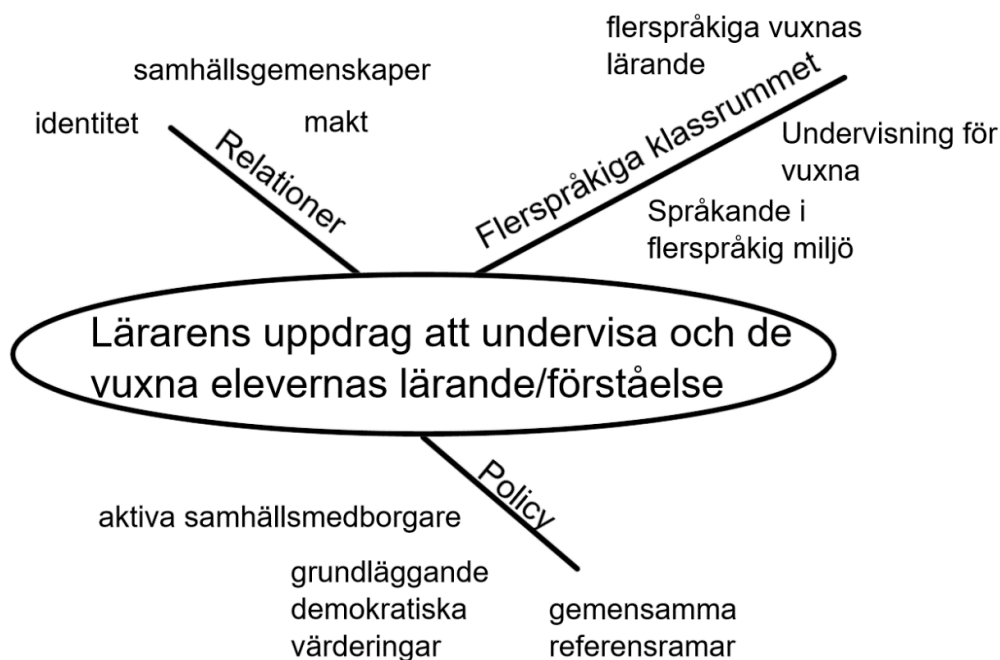 flerspråkiga vuxnas
lärande
samhällsgemenskaper
identitet
makt
Relationer
Flerspråkiga klassrummet
Undervisning för
vuxna
Språkande i
flerspråkig miljö
Lärarens uppdrag att undervisa och de
vuxna elevernas lärande/förståelse
Policy
aktiva samhällsmedborgare
grundläggande
demokratiska
värderingar
gemensamma
referensramar